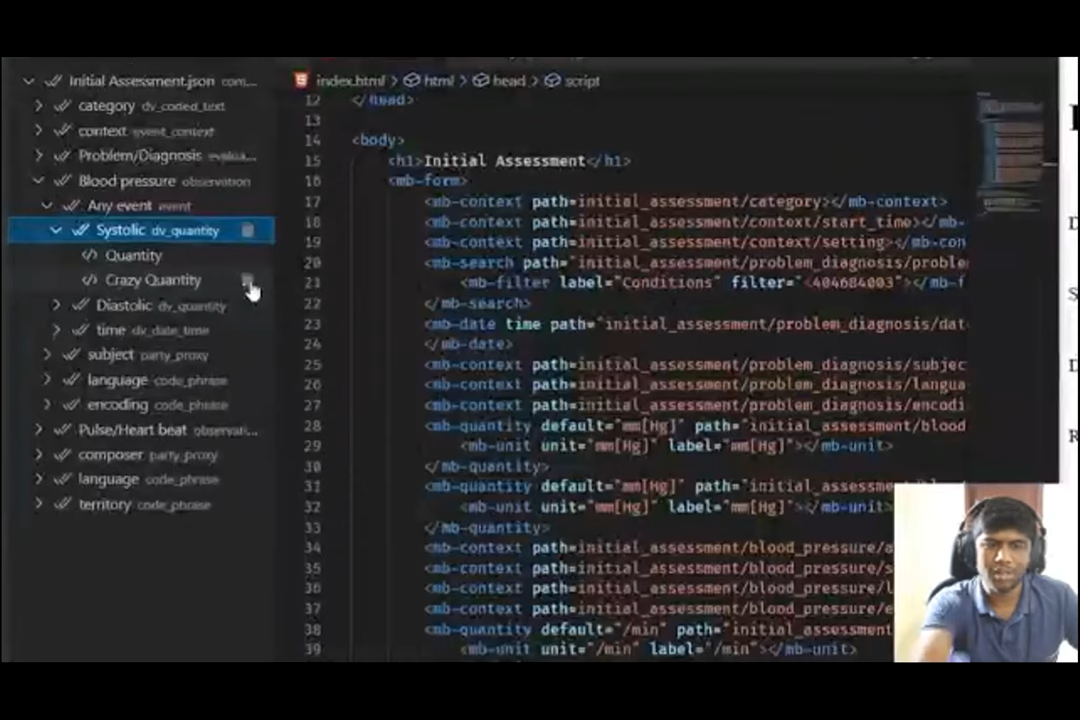 Initial Assessment.json com...
category dv_coded_text
context event_context
Problem/Diagnosis evalua...
Blood pressure observation
Any event event
Systolic dv_quantity
Quantity
Crazy Quantity
Diastolic dv_quantity
time dv_date_time
subject party_proxy
language code_phrase
encoding code_phrase
Pulse/Heart beat observati...
composer party_proxy
language code_phrase
territory code_phrase
index.html > html > head > script
12 </head>
13
14 <body>
15 <h1>Initial Assessment</h1>
16 <mb-form>
17 <mb-context path=initial_assessment/category></mb-context>
18 <mb-context path=initial_assessment/context/start_time></mb-
19 <mb-context path=initial_assessment/context/setting></mb-con
20 <mb-search path="initial_assessment/problem_diagnosis/proble
21 <mb-filter label="Conditions" filter="<404684003"></mb-f
22 </mb-search>
23 <mb-date time path="initial_assessment/problem_diagnosis/dat
24 </mb-date>
25 <mb-context path=initial_assessment/problem_diagnosis/subjec
26 <mb-context path=initial_assessment/problem_diagnosis/langua
27 <mb-context path=initial_assessment/problem_diagnosis/encodi
28 <mb-quantity default="mm[Hg]" path="initial_assessment/blood
29 <mb-unit unit="mm[Hg]" label="mm[Hg]"></mb-unit>
30 </mb-quantity>
31 <mb-quantity default="mm[Hg]" path="initial_assessme
32 <mb-unit unit="mm[Hg]" label="mm[Hg]"></mb-unit>
33 </mb-quantity>
34 <mb-context path=initial_assessment/blood_pressure/a
35 <mb-context path=initial_assessment/blood_pressure/s
36 <mb-context path=initial_assessment/blood_pressure/l
37 <mb-context path=initial_assessment/blood_pressure/e
38 <mb-quantity default="/min" path="initial_assessment
39 <mb-unit unit="/min" label="/min"></mb-unit>